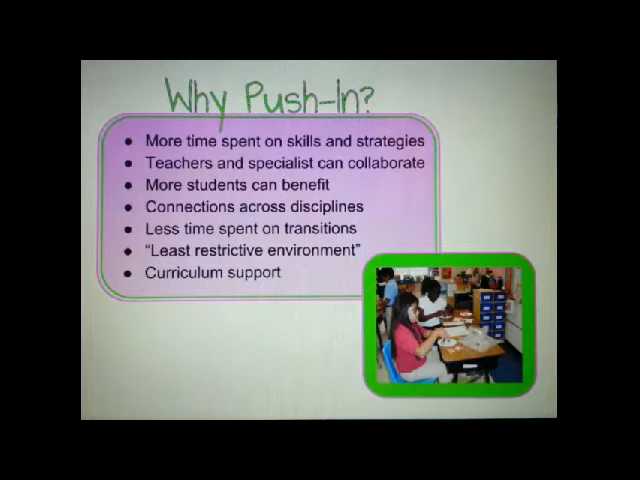 Why Push-In?
• More time spent on skills and strategies
• Teachers and specialist can collaborate
• More students can benefit
• Connections across disciplines
• Less time spent on transitions
• “Least restrictive environment”
• Curriculum support